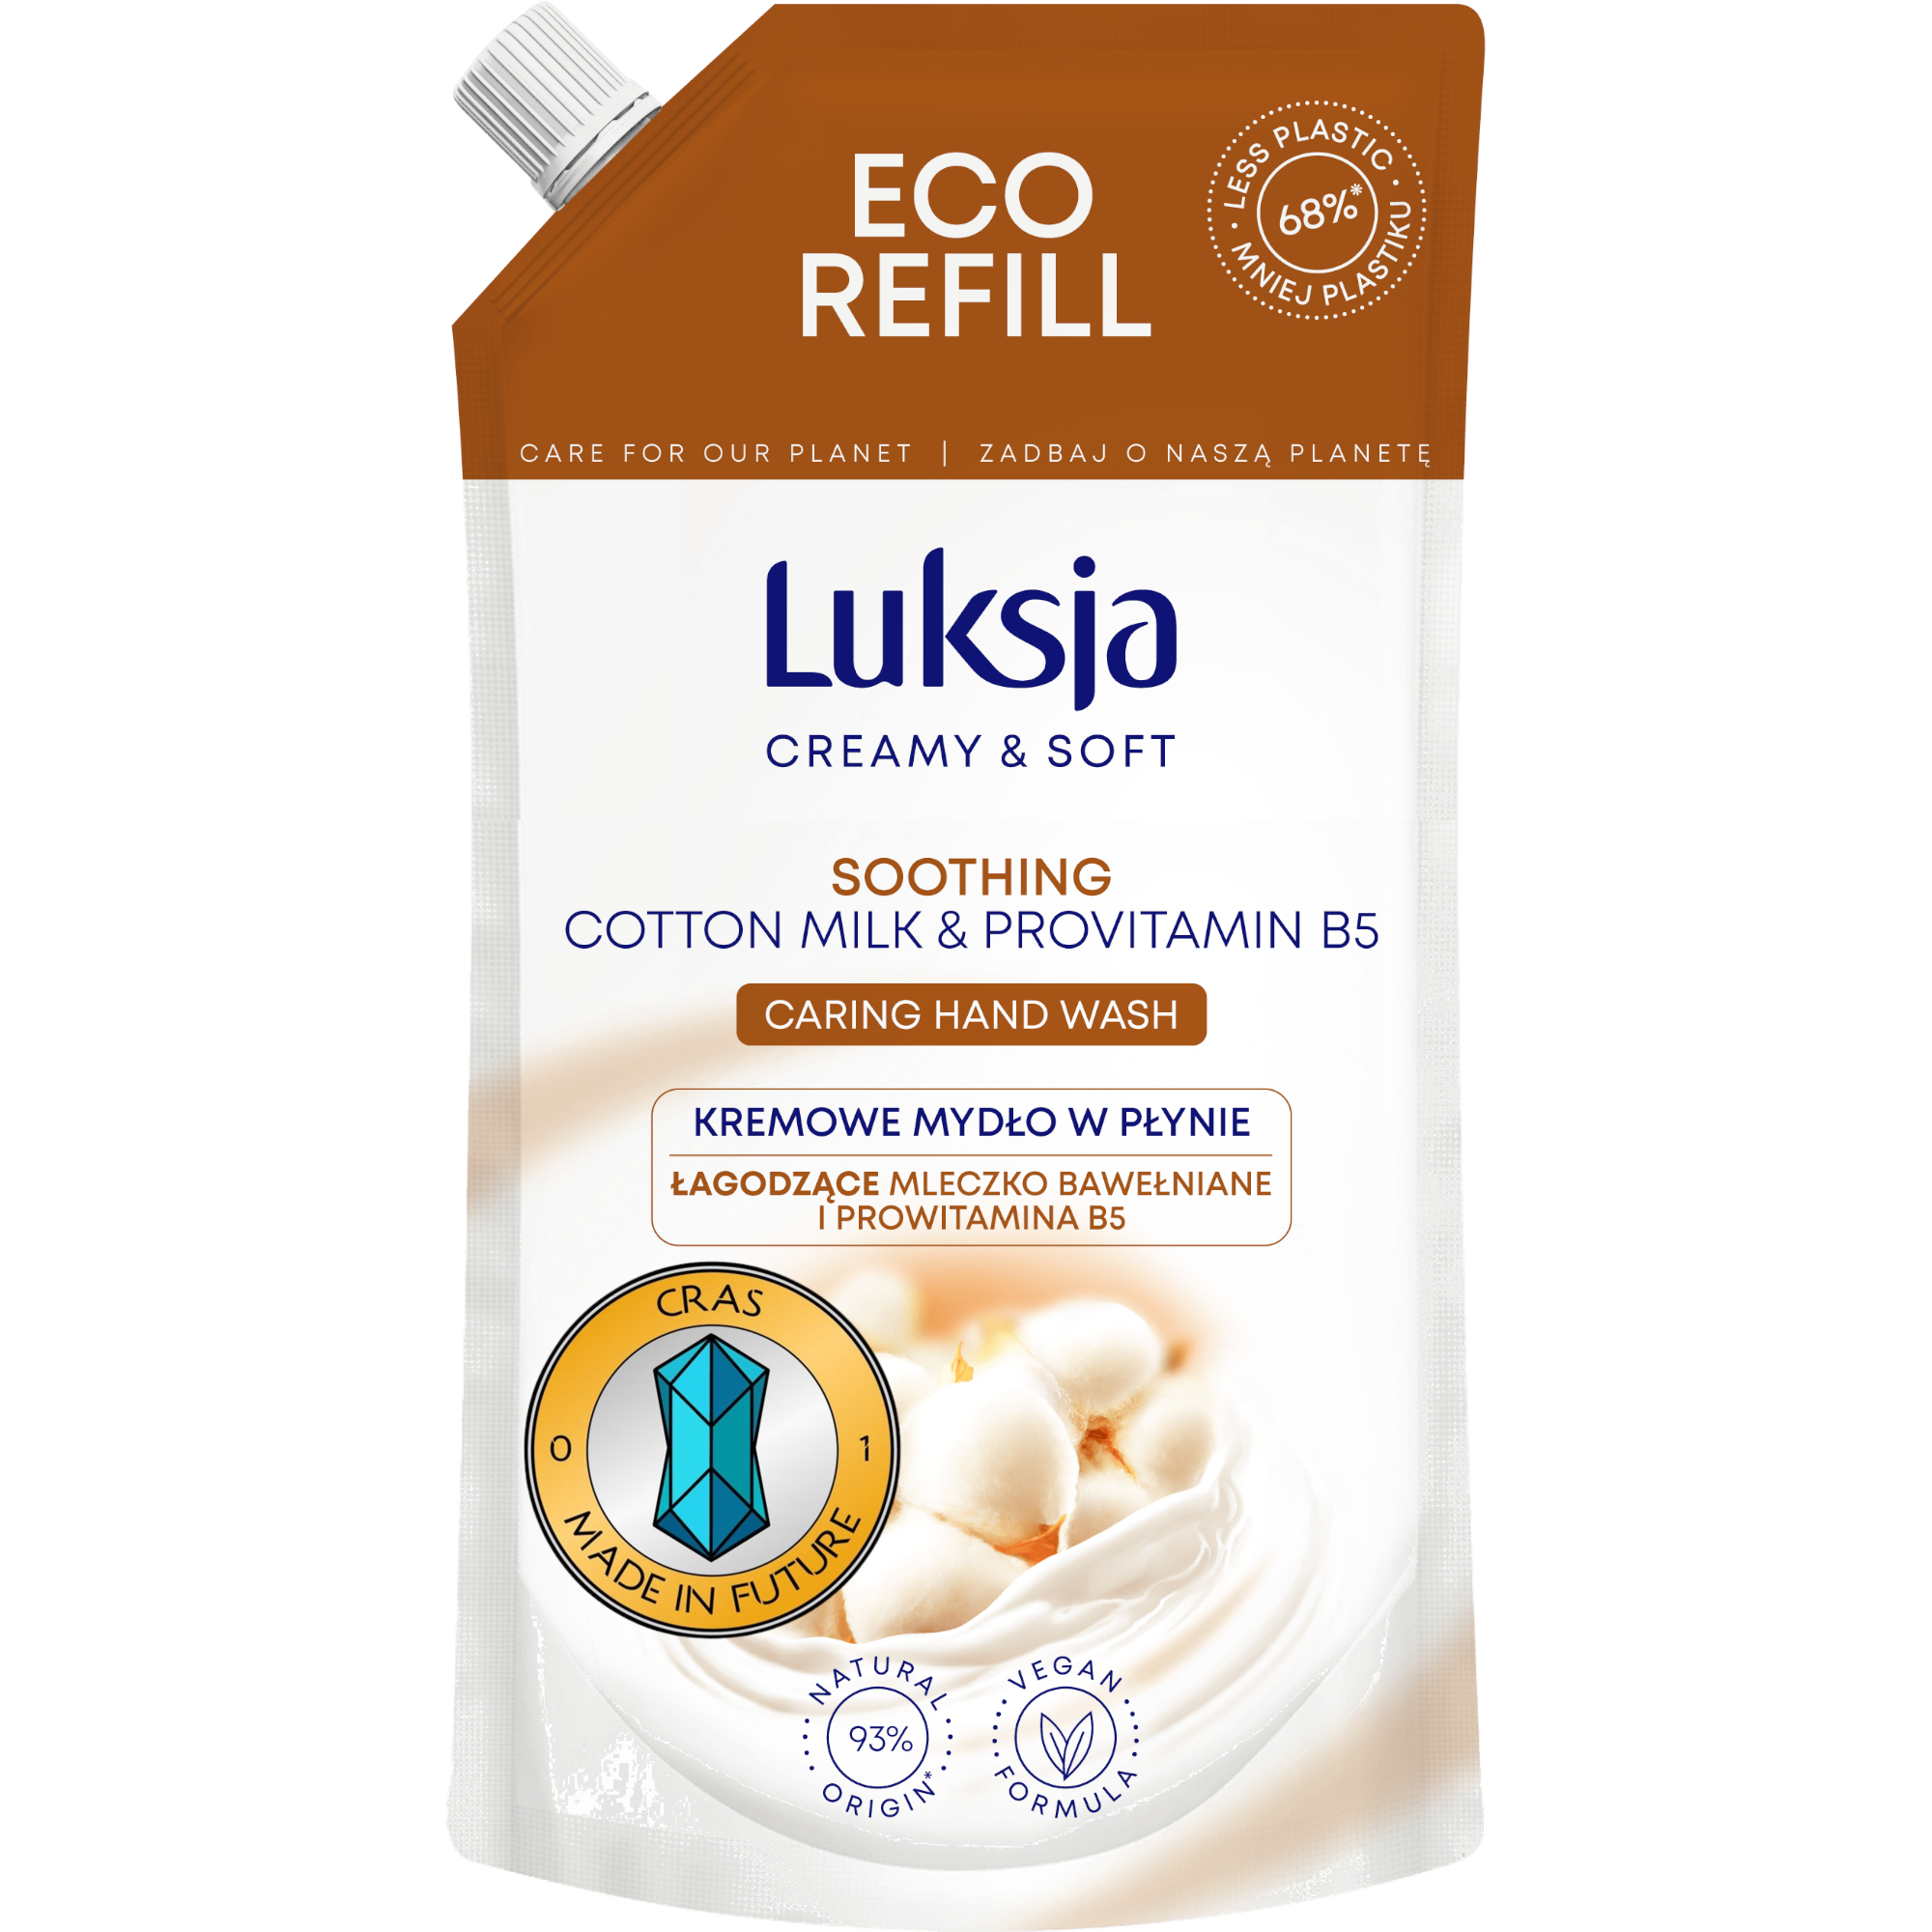 ECO
REFILL
LESS PLASTIC
68%*
MNIEJ PLASTIKU
CARE FOR OUR PLANET | ZADBAJ O NASZĄ PLANETĘ
Luksja
CREAMY & SOFT
SOOTHING
COTTON MILK & PROVITAMIN B5
CARING HAND WASH
KREMOWE MYDŁO W PŁYNIE
ŁAGODZĄCE MLECZKO BAWEŁNIANE
I PROWITAMINA B5
CRAS
0 1
MADE IN FUTURE
NATURAL
93%
ORIGIN*
VEGAN
FORMULA